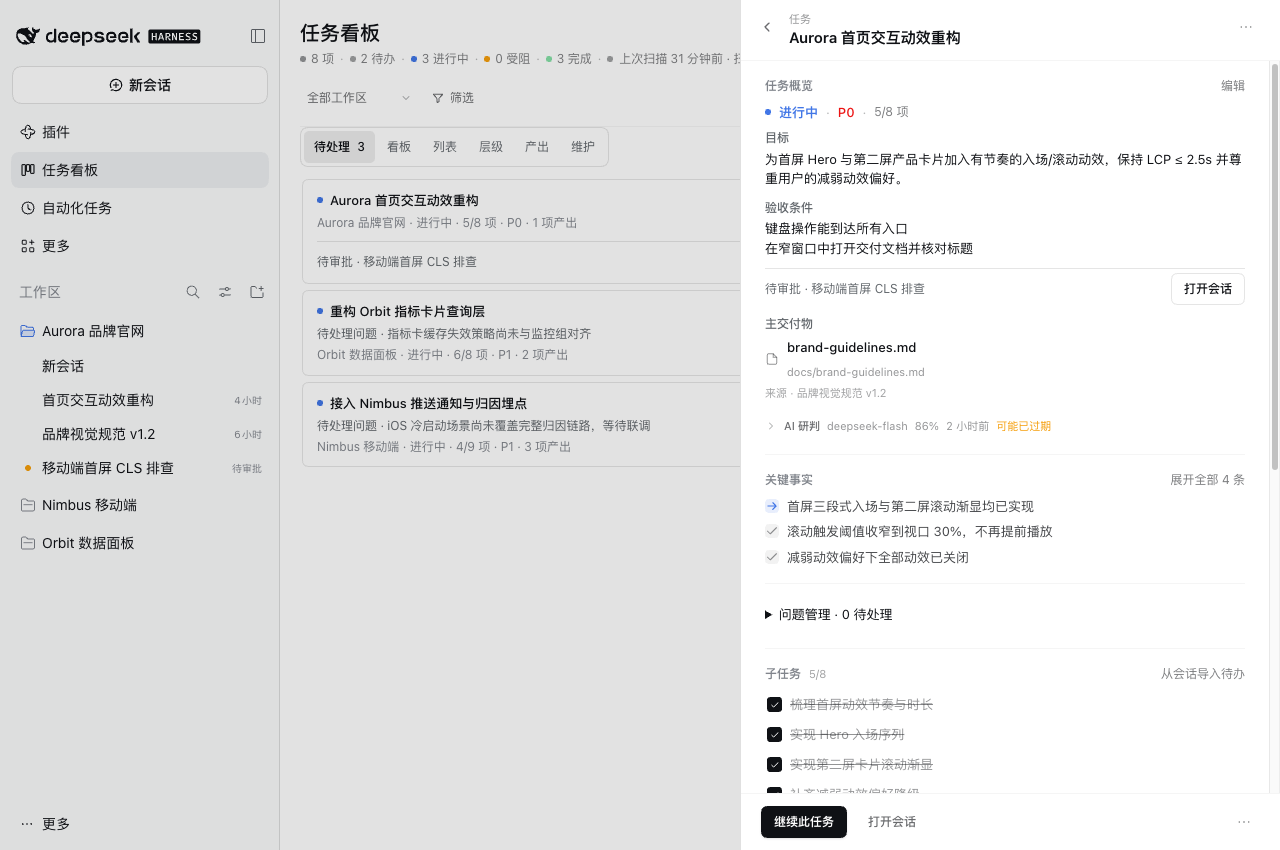 deepseek HARNESS
新会话
插件
任务看板
自动化任务
更多
工作区
Aurora 品牌官网
新会话
首页交互动效重构 4小时
品牌视觉规范 v1.2 6小时
移动端首屏 CLS 排查 待审批
Nimbus 移动端
Orbit 数据面板
更多
任务看板
8 项 · 2 待办 · 3 进行中 · 0 受阻 · 3 完成 · 上次扫描 31 分钟前 ·
全部工作区 筛选
待处理 3 看板 列表 层级 产出 维护
Aurora 首页交互动效重构
Aurora 品牌官网 · 进行中 · 5/8 项 · P0 · 1 项产出
待审批 · 移动端首屏 CLS 排查
重构 Orbit 指标卡片查询层
待处理问题 · 指标卡缓存失效策略尚未与监控组对齐
Orbit 数据面板 · 进行中 · 6/8 项 · P1 · 2 项产出
接入 Nimbus 推送通知与归因埋点
待处理问题 · iOS 冷启动场景尚未覆盖完整归因链路，等待联调
Nimbus 移动端 · 进行中 · 4/9 项 · P1 · 3 项产出
任务
Aurora 首页交互动效重构
任务概览 编辑
进行中 · P0 · 5/8 项
目标
为首屏 Hero 与第二屏产品卡片加入有节奏的入场/滚动动效，保持 LCP ≤ 2.5s 并尊
重用户的减弱动效偏好。
验收条件
键盘操作能到达所有入口
在窄窗口中打开交付文档并核对标题
待审批 · 移动端首屏 CLS 排查 打开会话
主交付物
brand-guidelines.md
docs/brand-guidelines.md
来源 · 品牌视觉规范 v1.2
AI 研判 deepseek-flash 86% 2 小时前 可能已过期
关键事实 展开全部 4 条
首屏三段式入场与第二屏滚动渐显均已实现
滚动触发阈值收窄到视口 30%，不再提前播放
减弱动效偏好下全部动效已关闭
问题管理 · 0 待处理
子任务 5/8 从会话导入待办
梳理首屏动效节奏与时长
实现 Hero 入场序列
实现第二屏卡片滚动渐显
继续此任务 打开会话